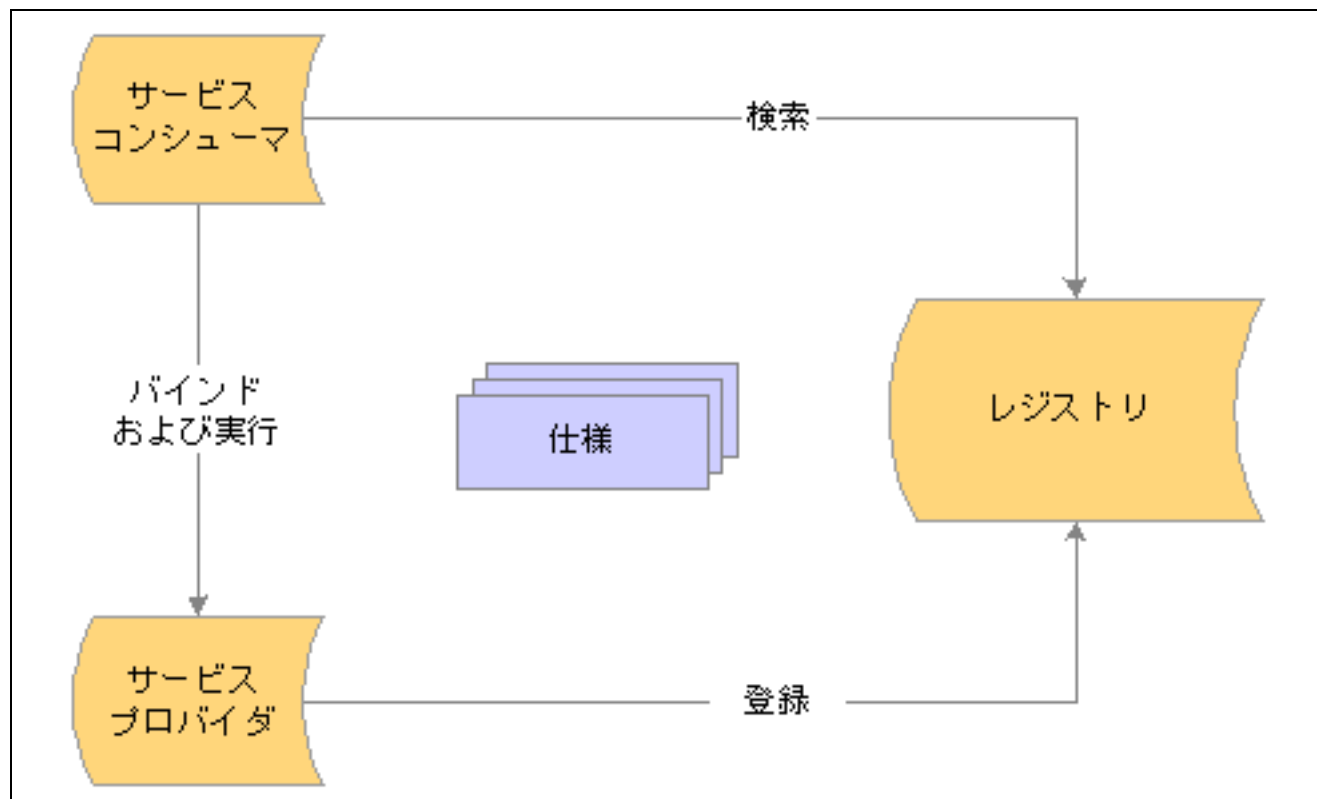 サービス
コンシューマ
検索
バインド
および実行
仕様
レジストリ
サービス
プロバイダ
登録